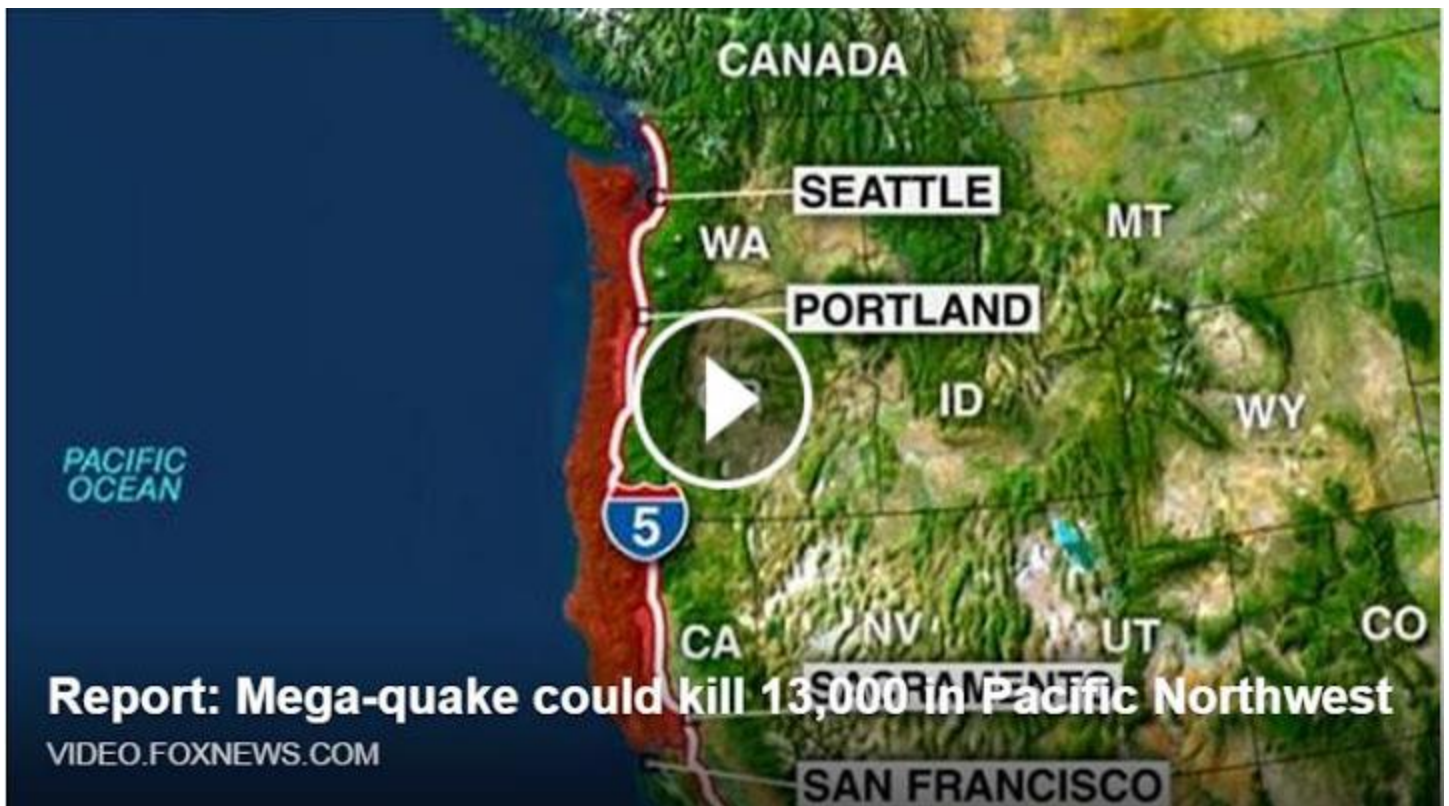 CANADA
SEATTLE
WA
MT
PORTLAND
ID
WY
PACIFIC
OCEAN
5
CA
NV
UT
CO
SACRAMENTO
Report: Mega-quake could kill 13,000 in Pacific Northwest
VIDEO.FOXNEWS.COM
SAN FRANCISCO